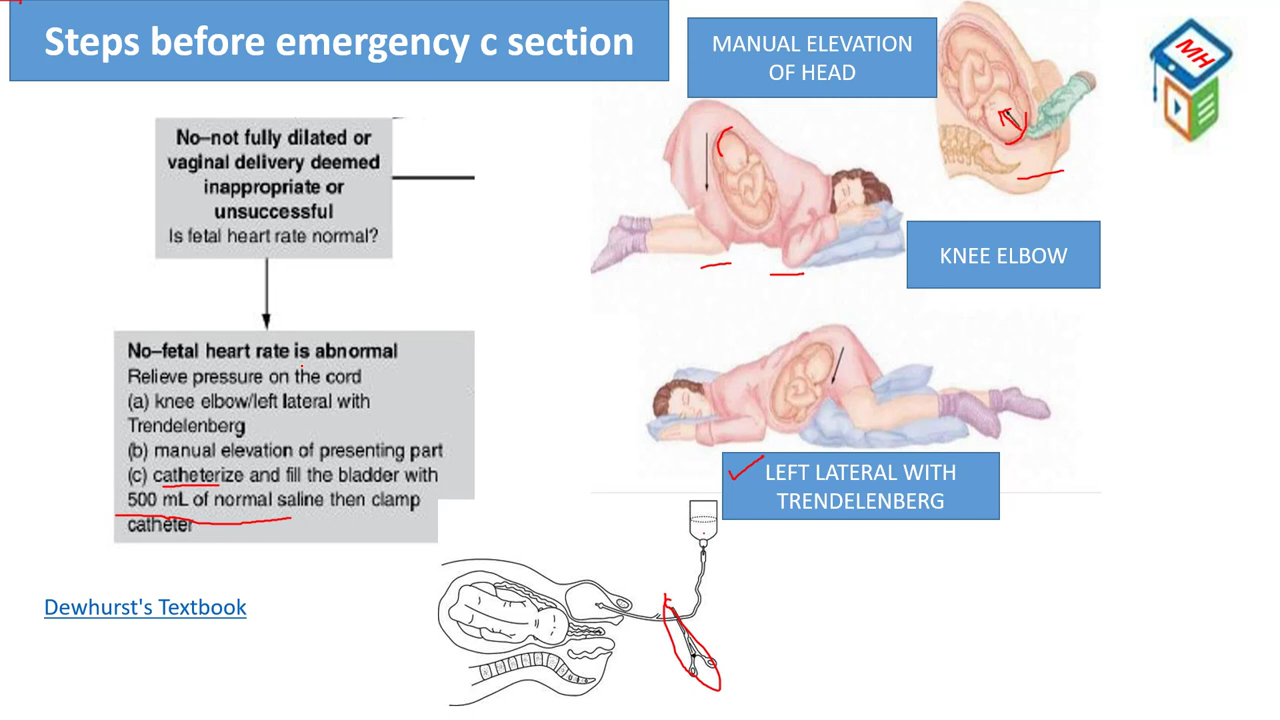 Steps before emergency c section
MANUAL ELEVATION
OF HEAD
MH
No–not fully dilated or
vaginal delivery deemed
inappropriate or
unsuccessful
Is fetal heart rate normal?
KNEE ELBOW
No–fetal heart rate is abnormal
Relieve pressure on the cord
(a) knee elbow/left lateral with
Trendelenberg
(b) manual elevation of presenting part
(c) catheterize and fill the bladder with
500 mL of normal saline then clamp
catheter
LEFT LATERAL WITH
TRENDELENBERG
Dewhurst's Textbook